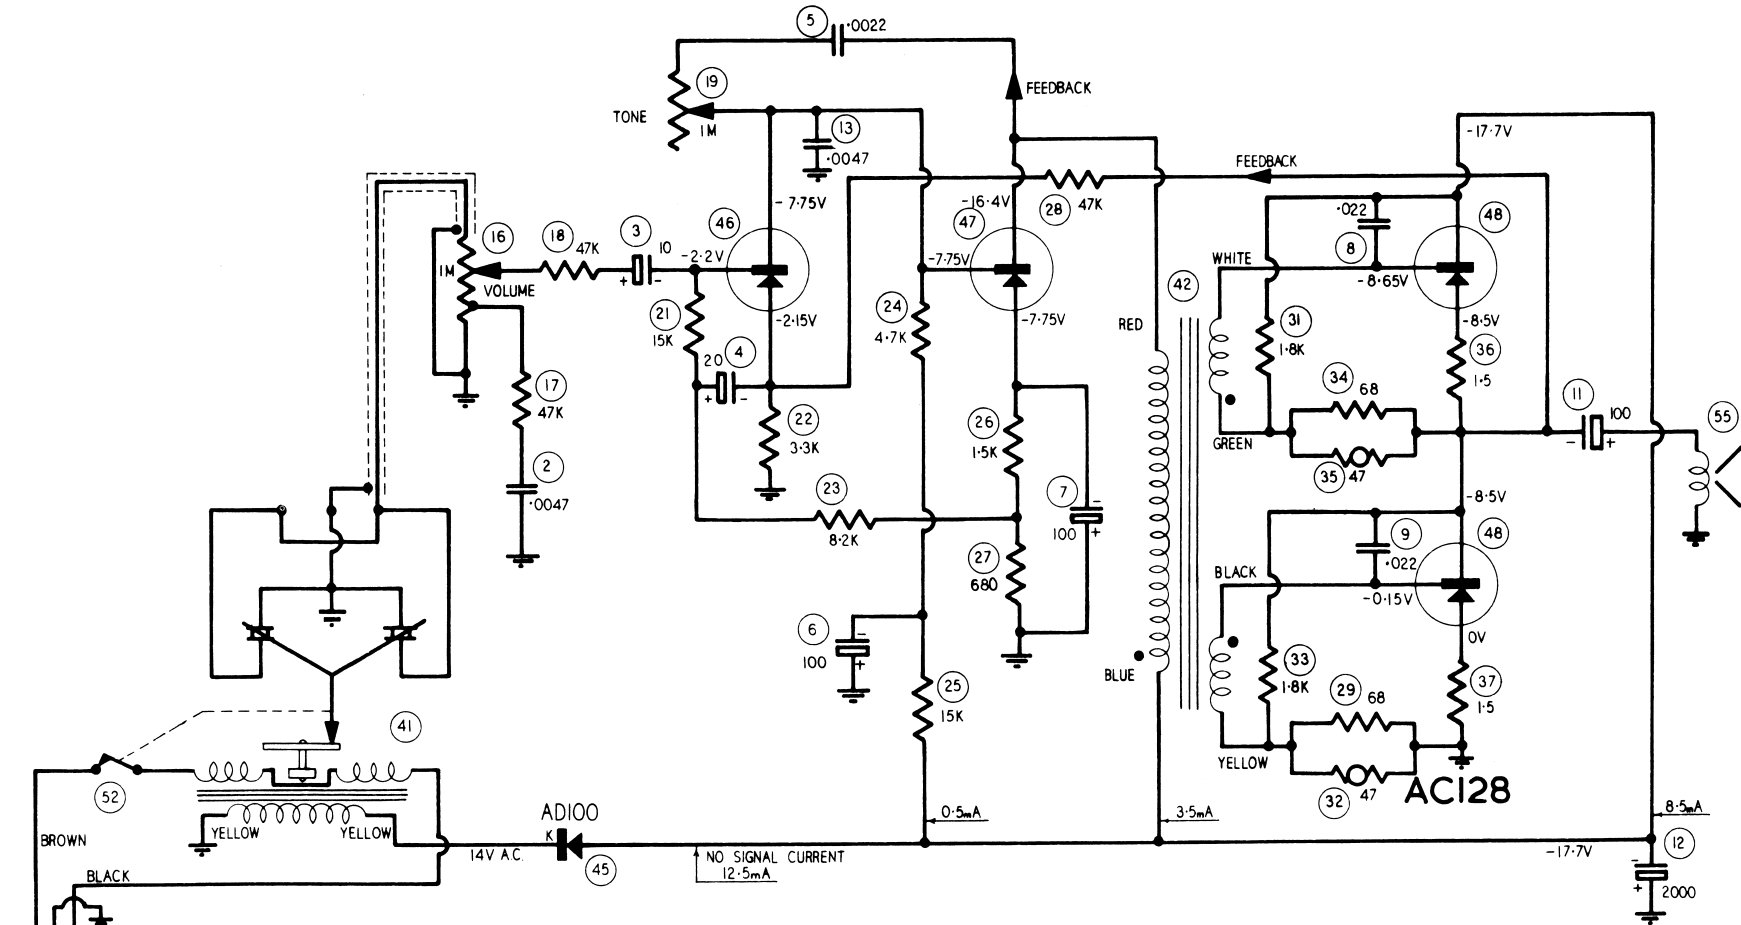 5
·0022
19
TONE
1M
FEEDBACK
13
·0047
-17·7V
FEEDBACK
28
47K
- 7·75V
-16·4V
47
46
-2·2V
-7·75V
-2·15V
-7·75V
16
1M
VOLUME
18
47K
3
10
+
-
·022
8
48
WHITE
-8·65V
-8·5V
42
RED
31
1·8K
36
1·5
21
15K
20
4
+
-
24
4·7K
34
68
11
100
-
+
55
17
47K
22
3·3K
26
1·5K
GREEN
35
47
2
·0047
23
8·2K
7
100
-
+
-8·5V
9
·022
48
27
680
BLACK
-0·15V
0V
6
100
-
+
BLUE
33
1·8K
37
1·5
25
15K
29
68
41
YELLOW
32
47
AC128
52
BROWN
YELLOW
YELLOW
AD100
K
45
14V A.C.
0·5mA
3·5mA
8·5mA
NO SIGNAL CURRENT
12·5mA
-17·7V
12
-
+
2000
BLACK